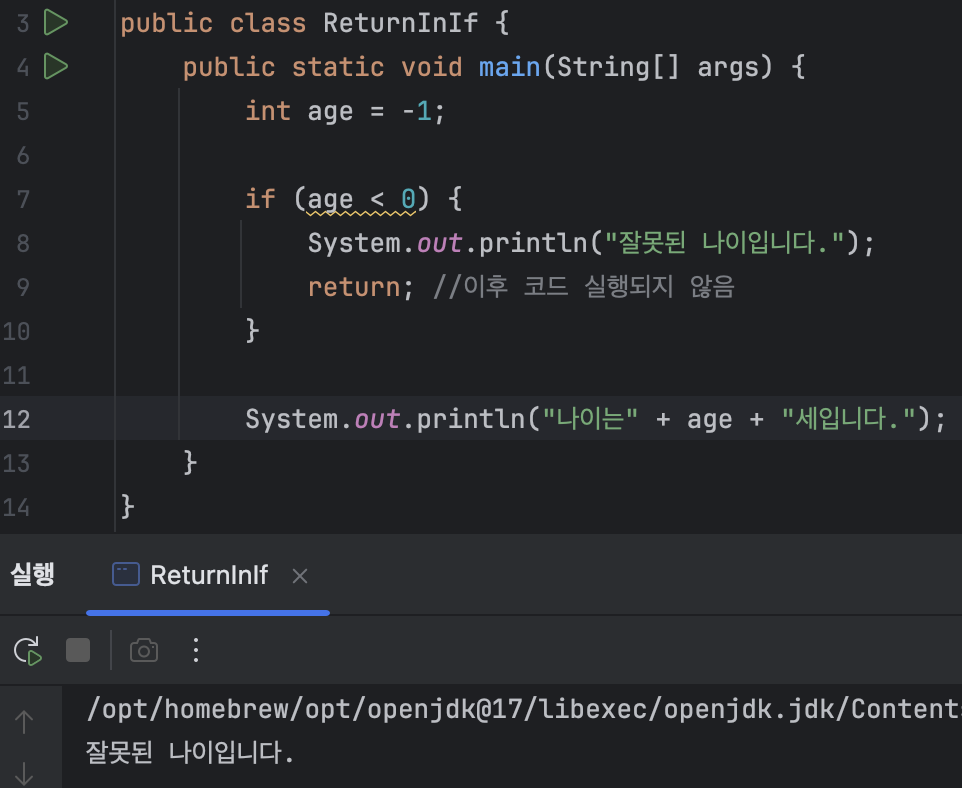 3 public class ReturnInIf {
4 public static void main(String[] args) {
5 int age = -1;
6
7 if (age < 0) {
8 System.out.println("잘못된 나이입니다.");
9 return; //이후 코드 실행되지 않음
10 }
11
12 System.out.println("나이는" + age + "세입니다.");
13 }
14 }
실행 ReturnInIf
/opt/homebrew/opt/openjdk@17/libexec/openjdk.jdk/Contents
잘못된 나이입니다.